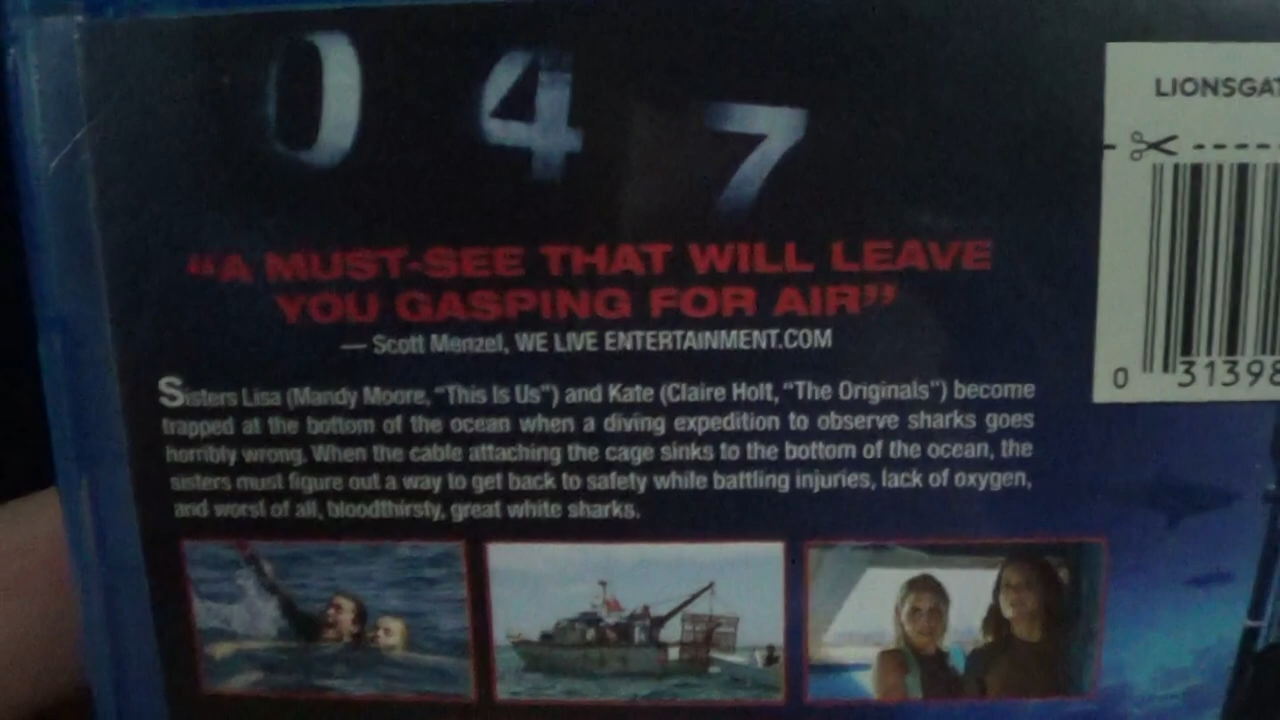 0 4 7
LIONSGAT
"A MUST-SEE THAT WILL LEAVE
YOU GASPING FOR AIR"
— Scott Menzel, WE LIVE ENTERTAINMENT.COM
Sisters Lisa (Mandy Moore, "This Is Us") and Kate (Claire Holt, "The Originals") become
trapped at the bottom of the ocean when a diving expedition to observe sharks goes
horribly wrong. When the cable attaching the cage sinks to the bottom of the ocean, the
sisters must figure out a way to get back to safety while battling injuries, lack of oxygen,
and worst of all, bloodthirsty, great white sharks.
0 31398